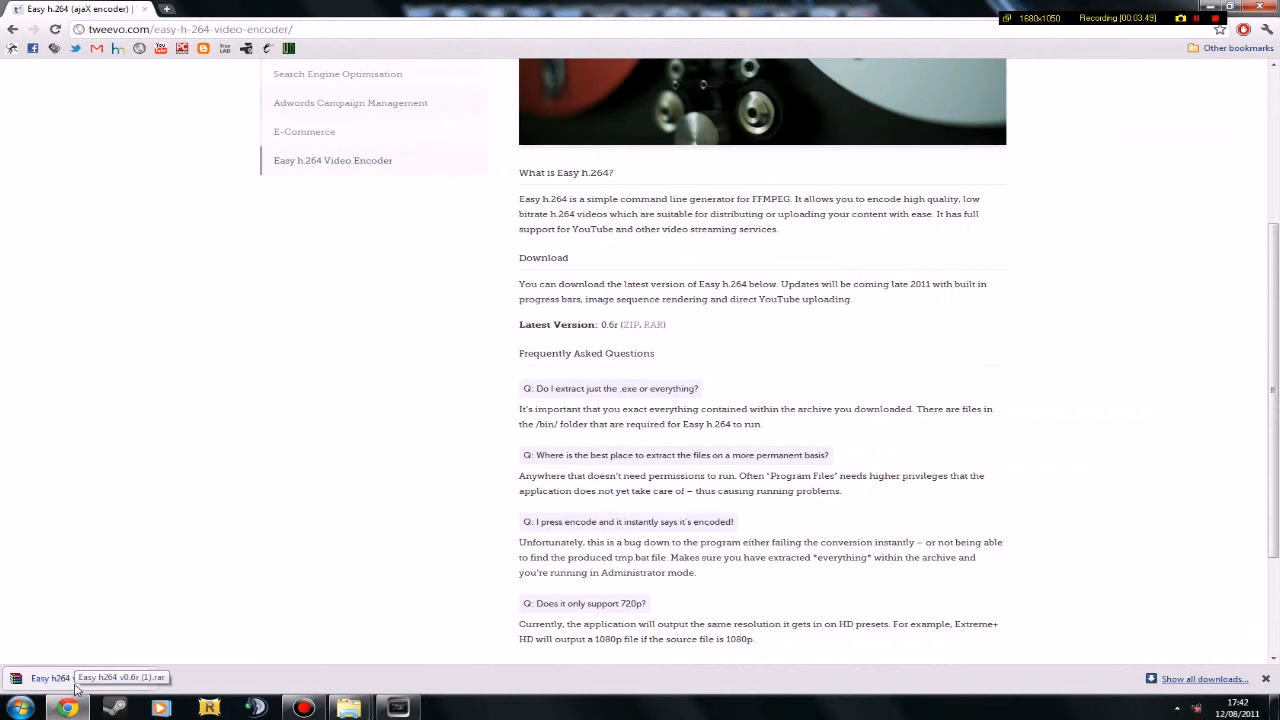 Easy h.264 (ajaX encoder) |
1680x1050
Recording [00:03:49]
tweevo.com/easy-h-264-video-encoder/
Other bookmarks
Search Engine Optimisation
Adwords Campaign Management
E-Commerce
Easy h.264 Video Encoder
What is Easy h.264?
Easy h.264 is a simple command line generator for FFMPEG. It allows you to encode high quality, low
bitrate h.264 videos which are suitable for distributing or uploading your content with ease. It has full
support for YouTube and other video streaming services.
Download
You can download the latest version of Easy h.264 below. Updates will be coming late 2011 with built in
progress bars, image sequence rendering and direct YouTube uploading.
Latest Version: 0.6r (ZIP, RAR)
Frequently Asked Questions
Q: Do I extract just the .exe or everything?
It's important that you exact everything contained within the archive you downloaded. There are files in
the /bin/ folder that are required for Easy h.264 to run.
Q: Where is the best place to extract the files on a more permanent basis?
Anywhere that doesn't need permissions to run. Often "Program Files" needs higher privileges that the
application does not yet take care of – thus causing running problems.
Q: I press encode and it instantly says it's encoded!
Unfortunately, this is a bug down to the program either failing the conversion instantly – or not being able
to find the produced tmp.bat file. Makes sure you have extracted *everything* within the archive and
you're running in Administrator mode.
Q: Does it only support 720p?
Currently, the application will output the same resolution it gets in on HD presets. For example, Extreme+
HD will output a 1080p file if the source file is 1080p.
Easy h264 v
Easy h264 v0.6r (1).rar
Show all downloads...
17:42
12/08/2011